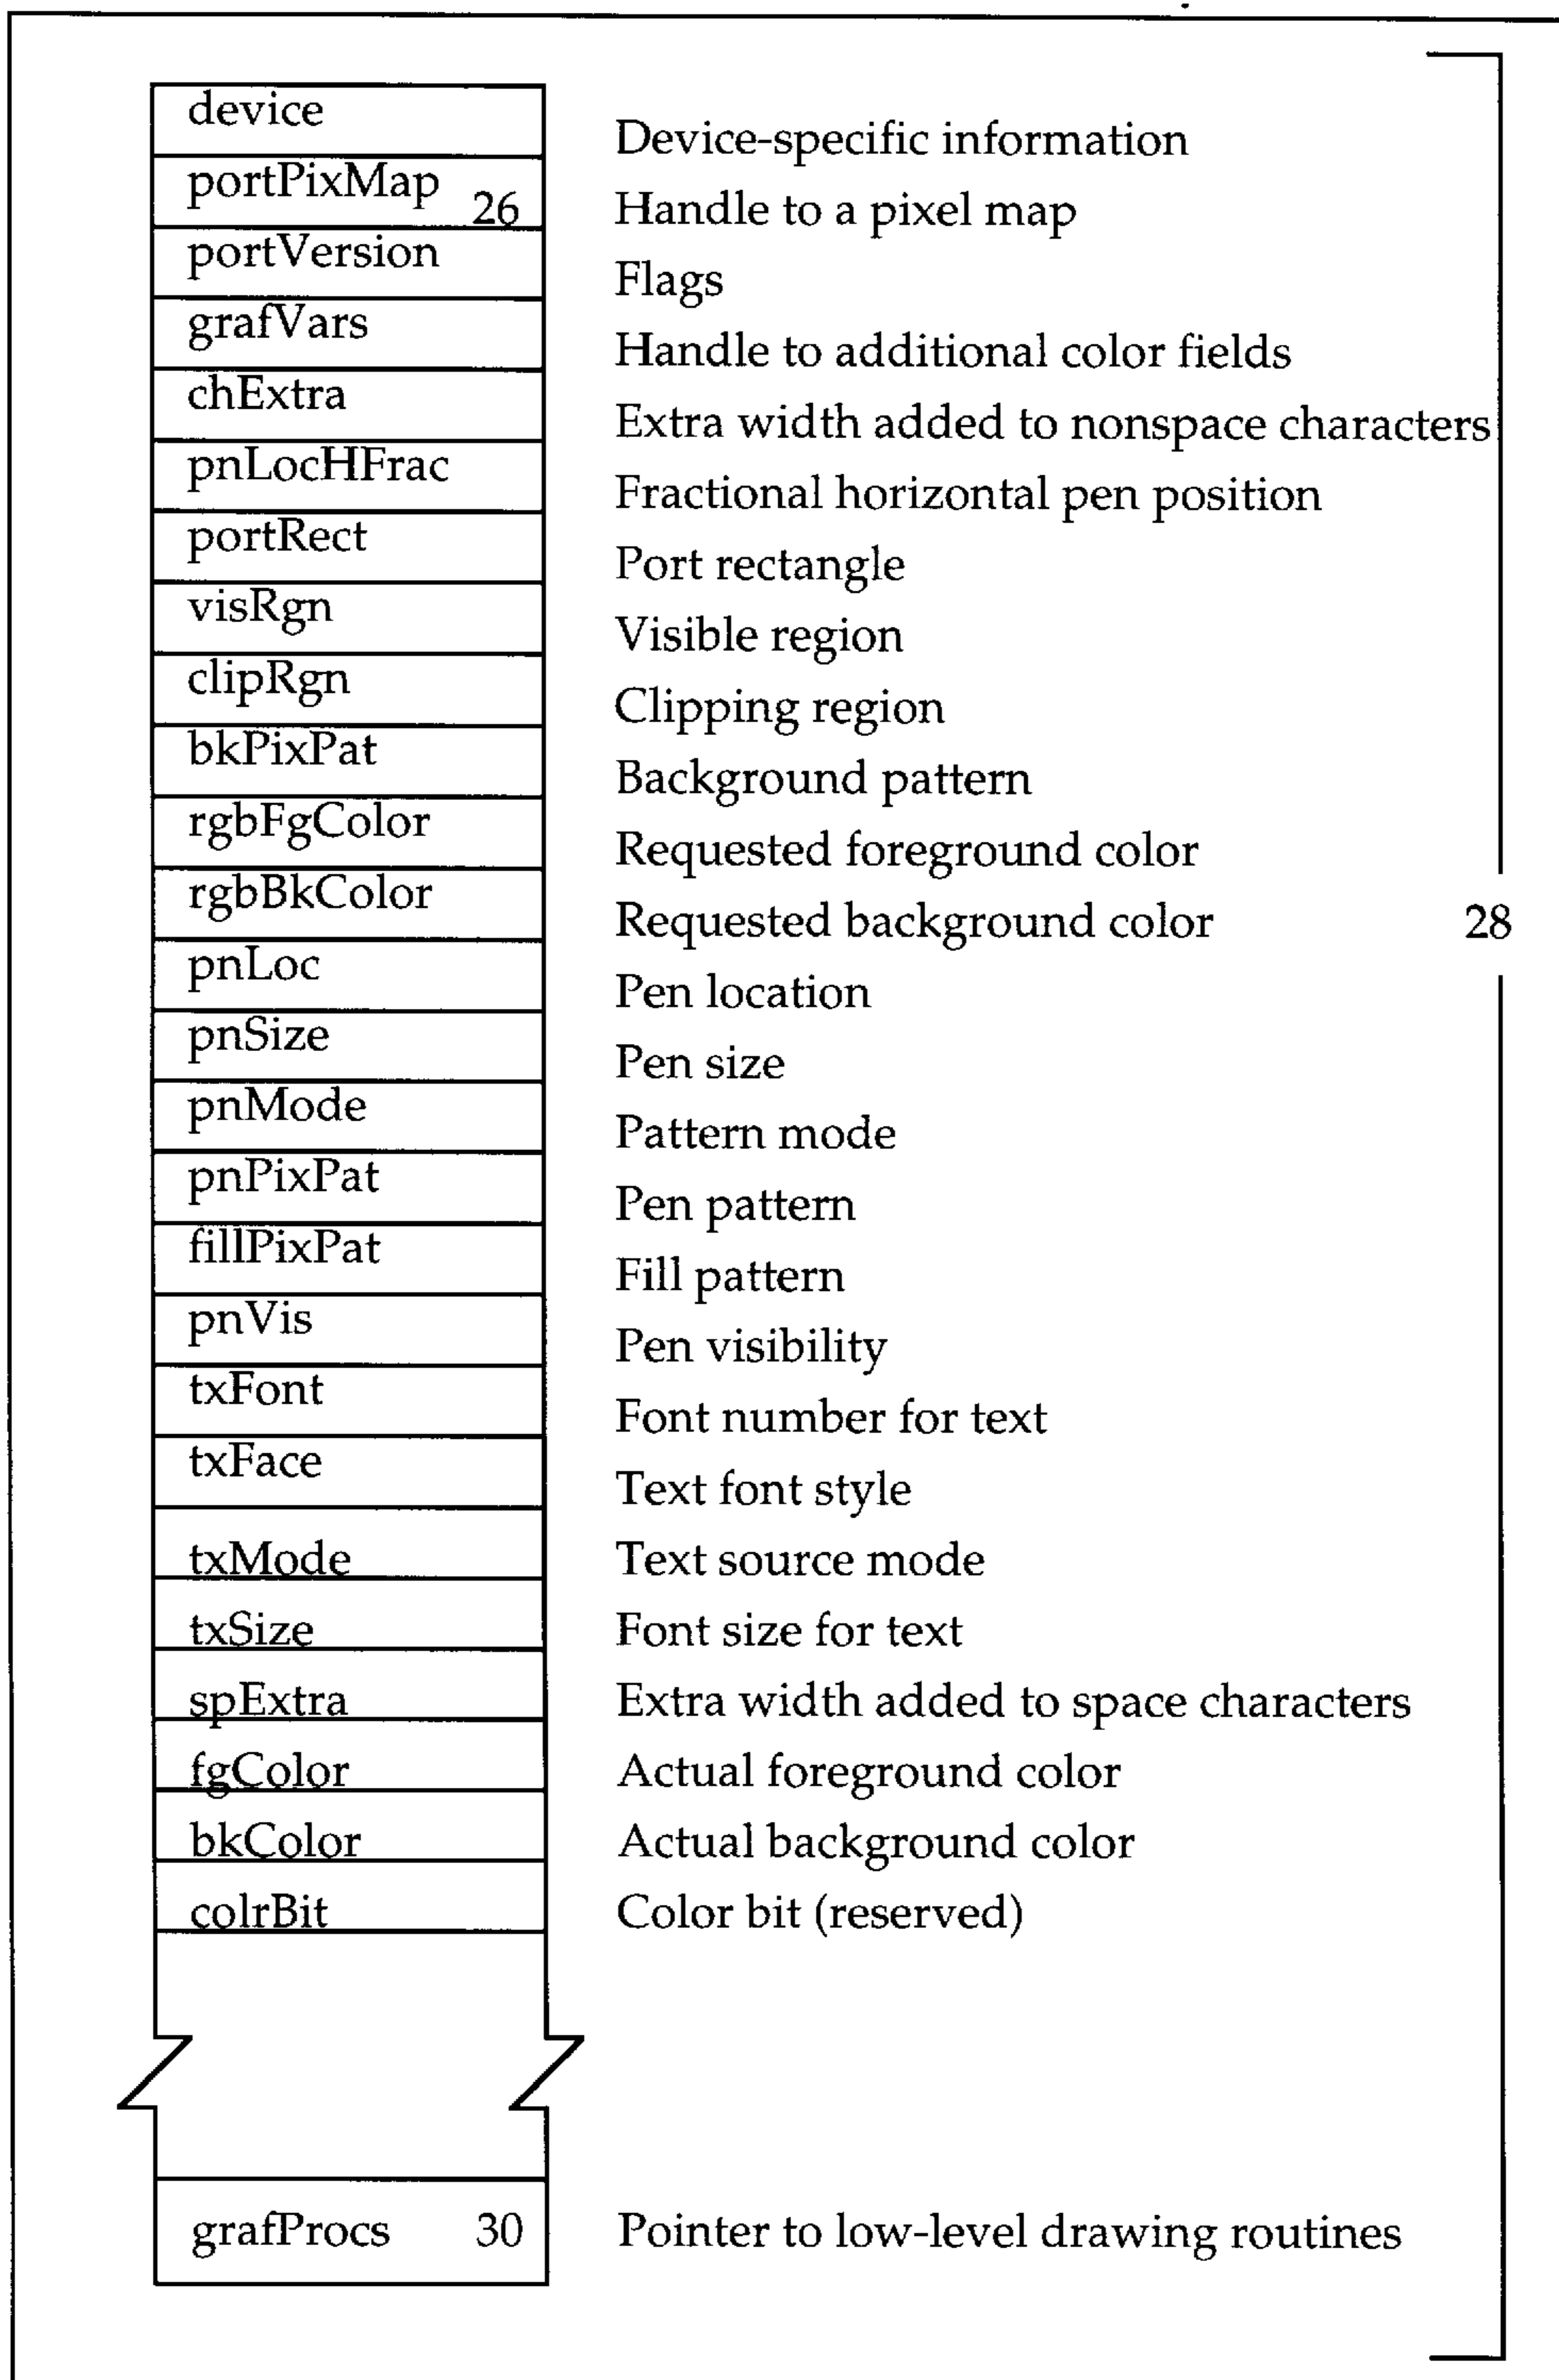 device Device-specific information
portPixMap 26 Handle to a pixel map
portVersion Flags
grafVars Handle to additional color fields
chExtra Extra width added to nonspace characters
pnLocHFrac Fractional horizontal pen position
portRect Port rectangle
visRgn Visible region
clipRgn Clipping region
bkPixPat Background pattern
rgbFgColor Requested foreground color
rgbBkColor Requested background color 28
pnLoc Pen location
pnSize Pen size
pnMode Pattern mode
pnPixPat Pen pattern
fillPixPat Fill pattern
pnVis Pen visibility
txFont Font number for text
txFace Text font style
txMode Text source mode
txSize Font size for text
spExtra Extra width added to space characters
fgColor Actual foreground color
bkColor Actual background color
colrBit Color bit (reserved)
grafProcs 30 Pointer to low-level drawing routines